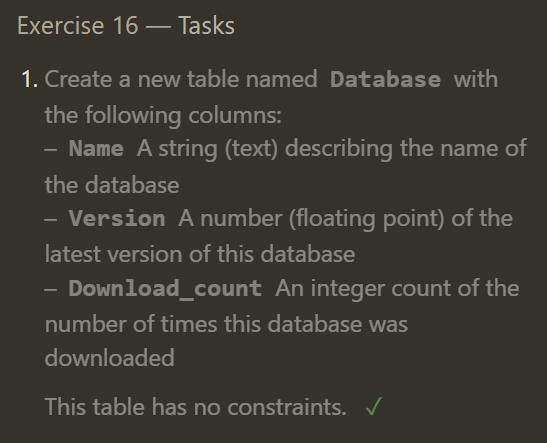 Exercise 16 — Tasks
1. Create a new table named Database with
the following columns:
– Name A string (text) describing the name of
the database
– Version A number (floating point) of the
latest version of this database
– Download_count An integer count of the
number of times this database was
downloaded
This table has no constraints. ✓